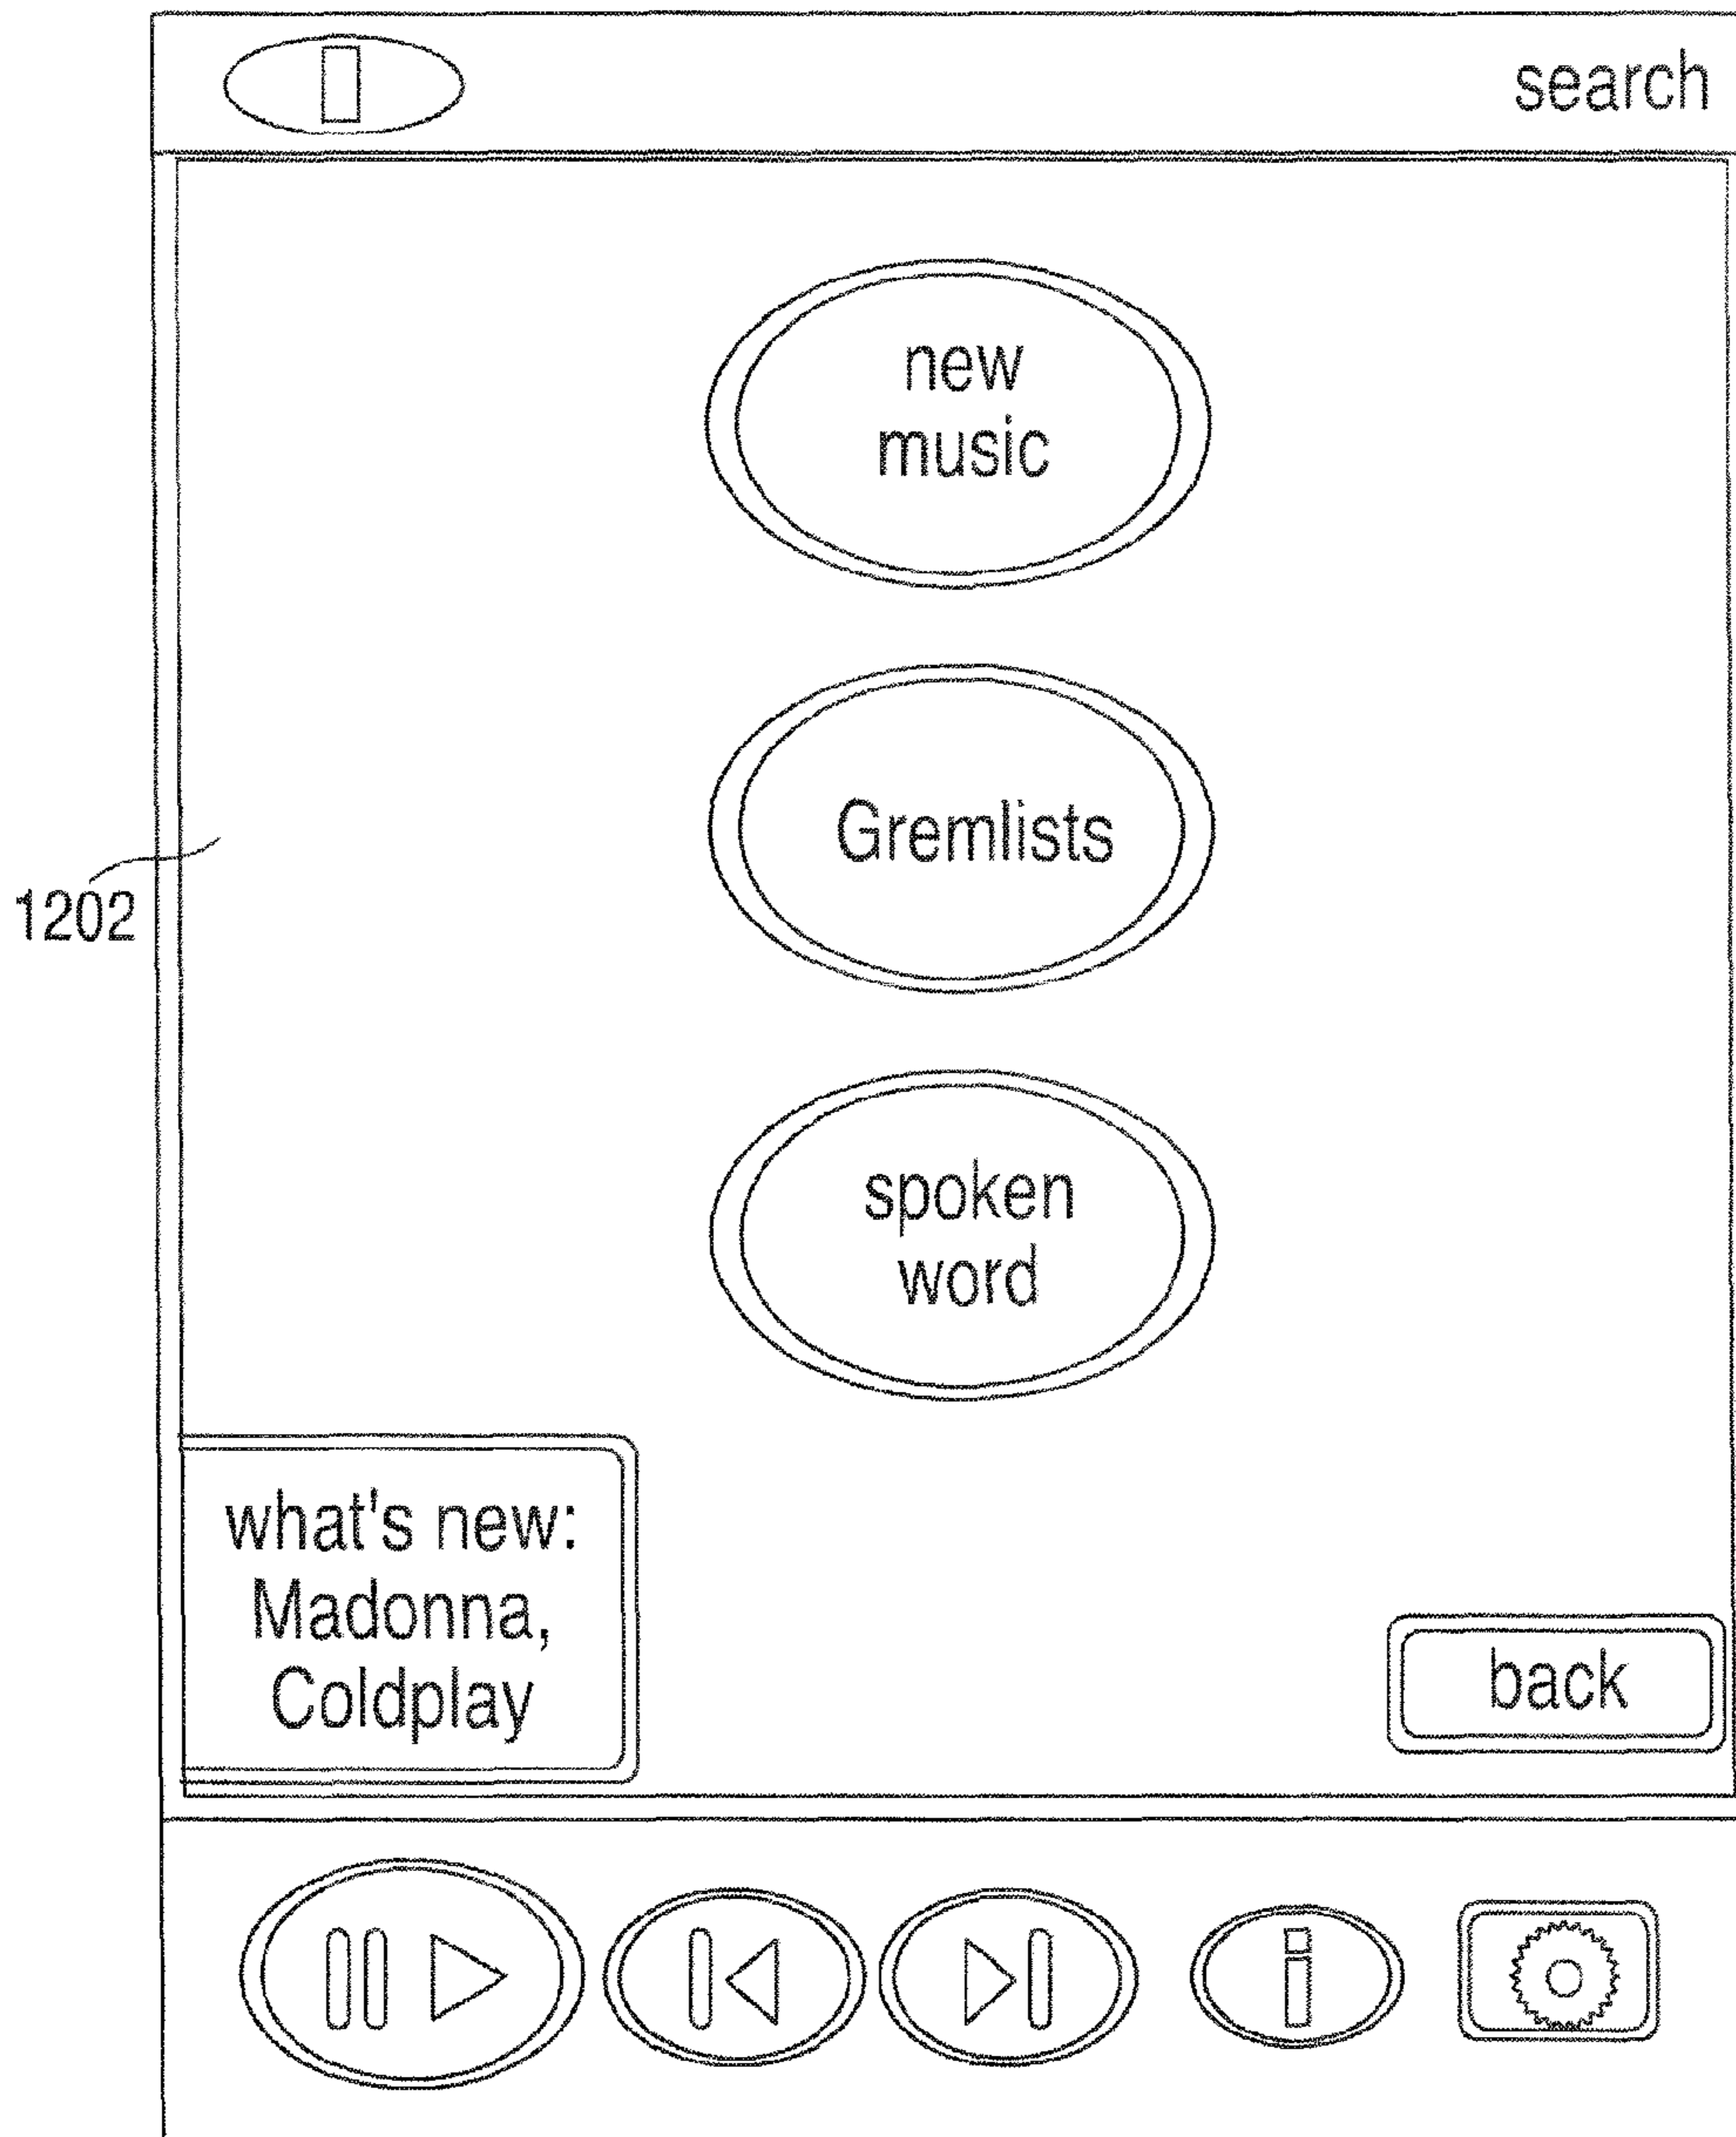 search
new
music
Gremlists
1202
spoken
word
what's new:
Madonna,
Coldplay
back
i